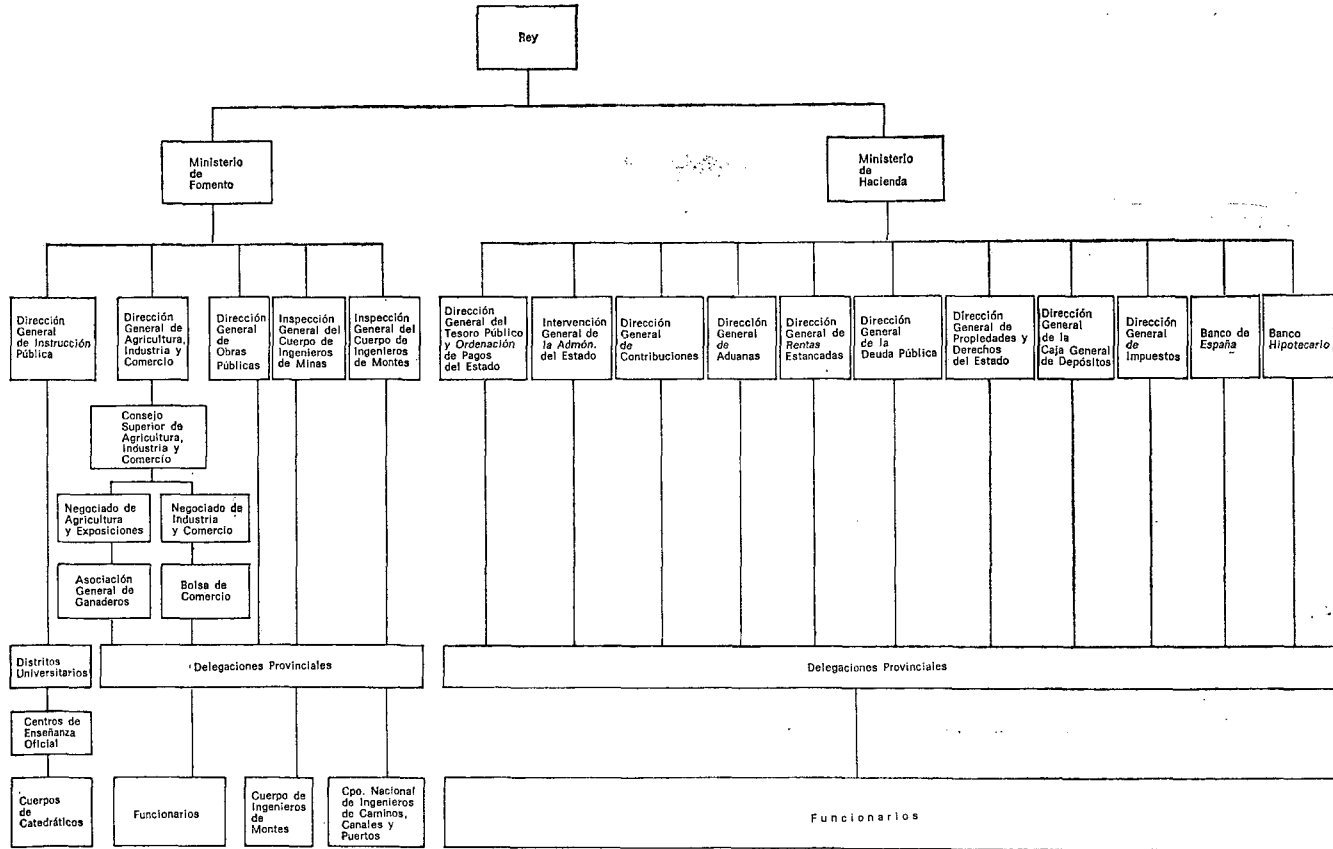 Rey
Ministerio
de
Fomento
Ministerio
de
Hacienda
Dirección
General
de Instrucción
Pública
Dirección
General de
Agricultura,
Industria y
Comercio
Dirección
General
de
Obras
Públicas
Inspección
General del
Cuerpo de
Ingenieros
de Minas
Inspección
General del
Cuerpo de
Ingenieros
de Montes
Dirección
General del
Tesoro Público
y Ordenación
de Pagos
del Estado
Intervención
General de
la Admón.
del Estado
Dirección
General
de
Contribuciones
Dirección
General
de
Aduanas
Dirección
General de
Rentas
Estancadas
Dirección
General
de la
Deuda Pública
Dirección
General de
Propiedades y
Derechos
del Estado
Dirección
General
de la
Caja General
de Depósitos
Dirección
General
de
Impuestos
Banco de
España
Banco
Hipotecario
Consejo
Superior de
Agricultura,
Industria y
Comercio
Negociado de
Agricultura
y Exposiciones
Negociado de
Industria
y Comercio
Asociación
General de
Ganaderos
Bolsa de
Comercio
Distritos
Universitarios
Delegaciones Provinciales
Delegaciones Provinciales
Centros de
Enseñanza
Oficial
Cuerpos
de
Catedráticos
Funcionarios
Cuerpo de
Ingenieros
de
Montes
Cpo. Nacional
de Ingenieros
de Caminos,
Canales y
Puertos
Funcionarios